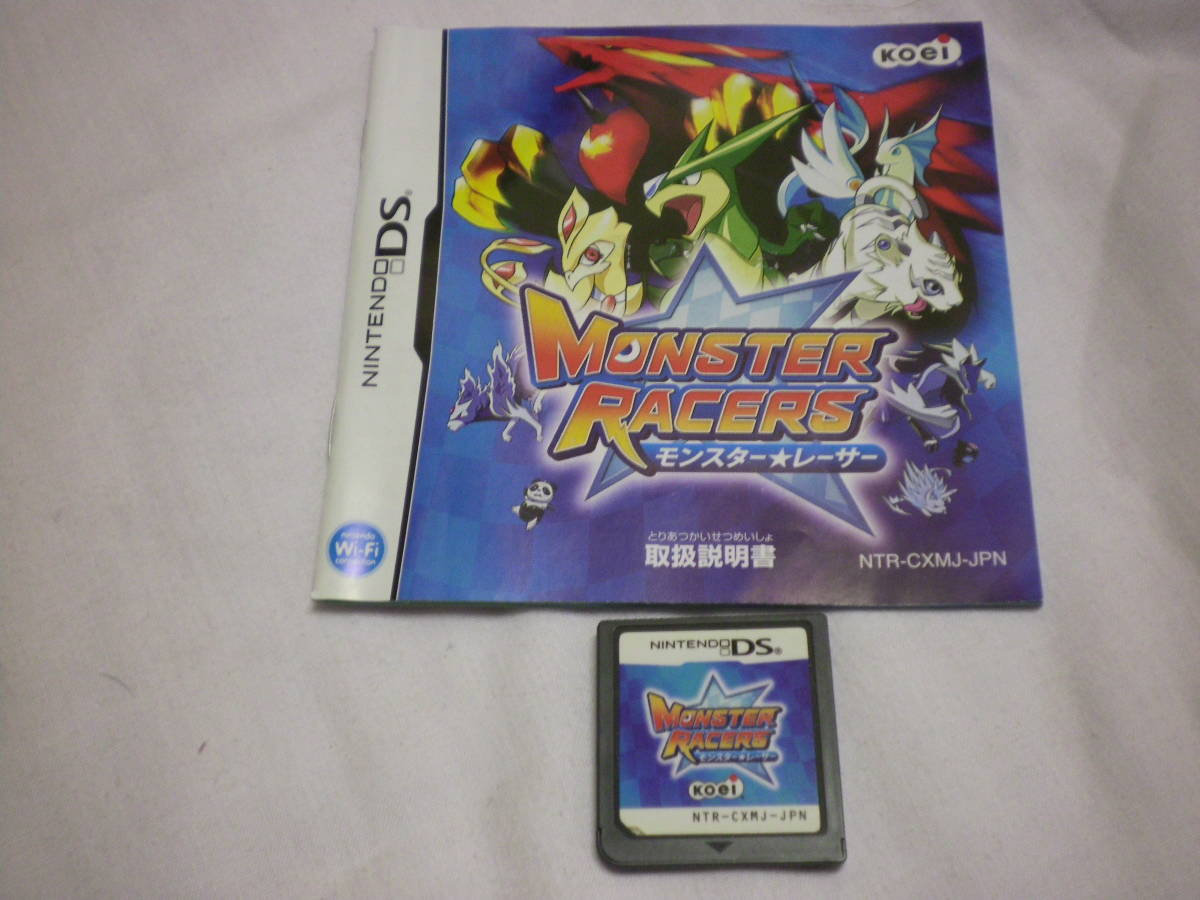 NINTENDO DS®
KOEI®
MONSTER
RACERS
モンスター★レーサー
とりあつかいせつめいしょ
取扱説明書
NTR-CXMJ-JPN
Nintendo
Wi-Fi
connection
NINTENDO DS®
MONSTER
RACERS
モンスター★レーサー
KOEI
NTR-CXMJ-JPN